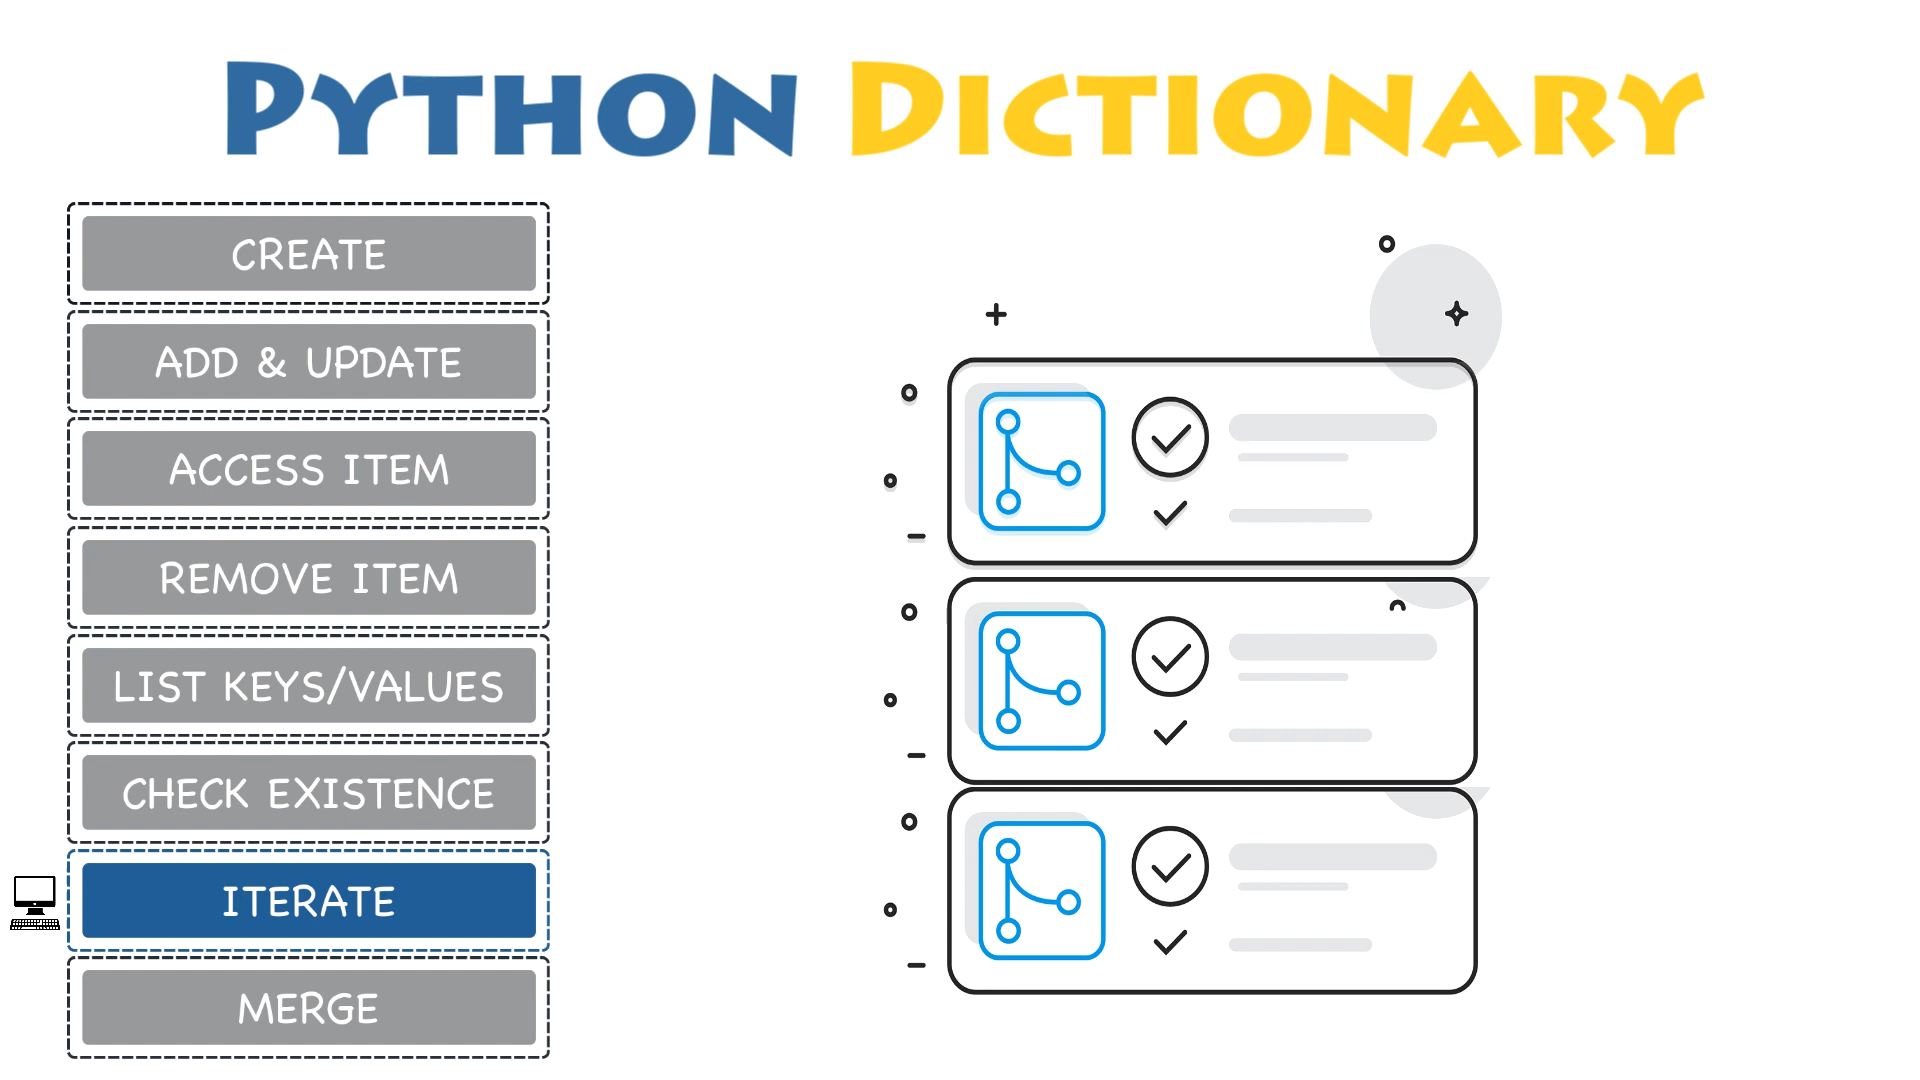 PYTHON DICTIONARY
CREATE
ADD & UPDATE
ACCESS ITEM
REMOVE ITEM
LIST KEYS/VALUES
CHECK EXISTENCE
ITERATE
MERGE